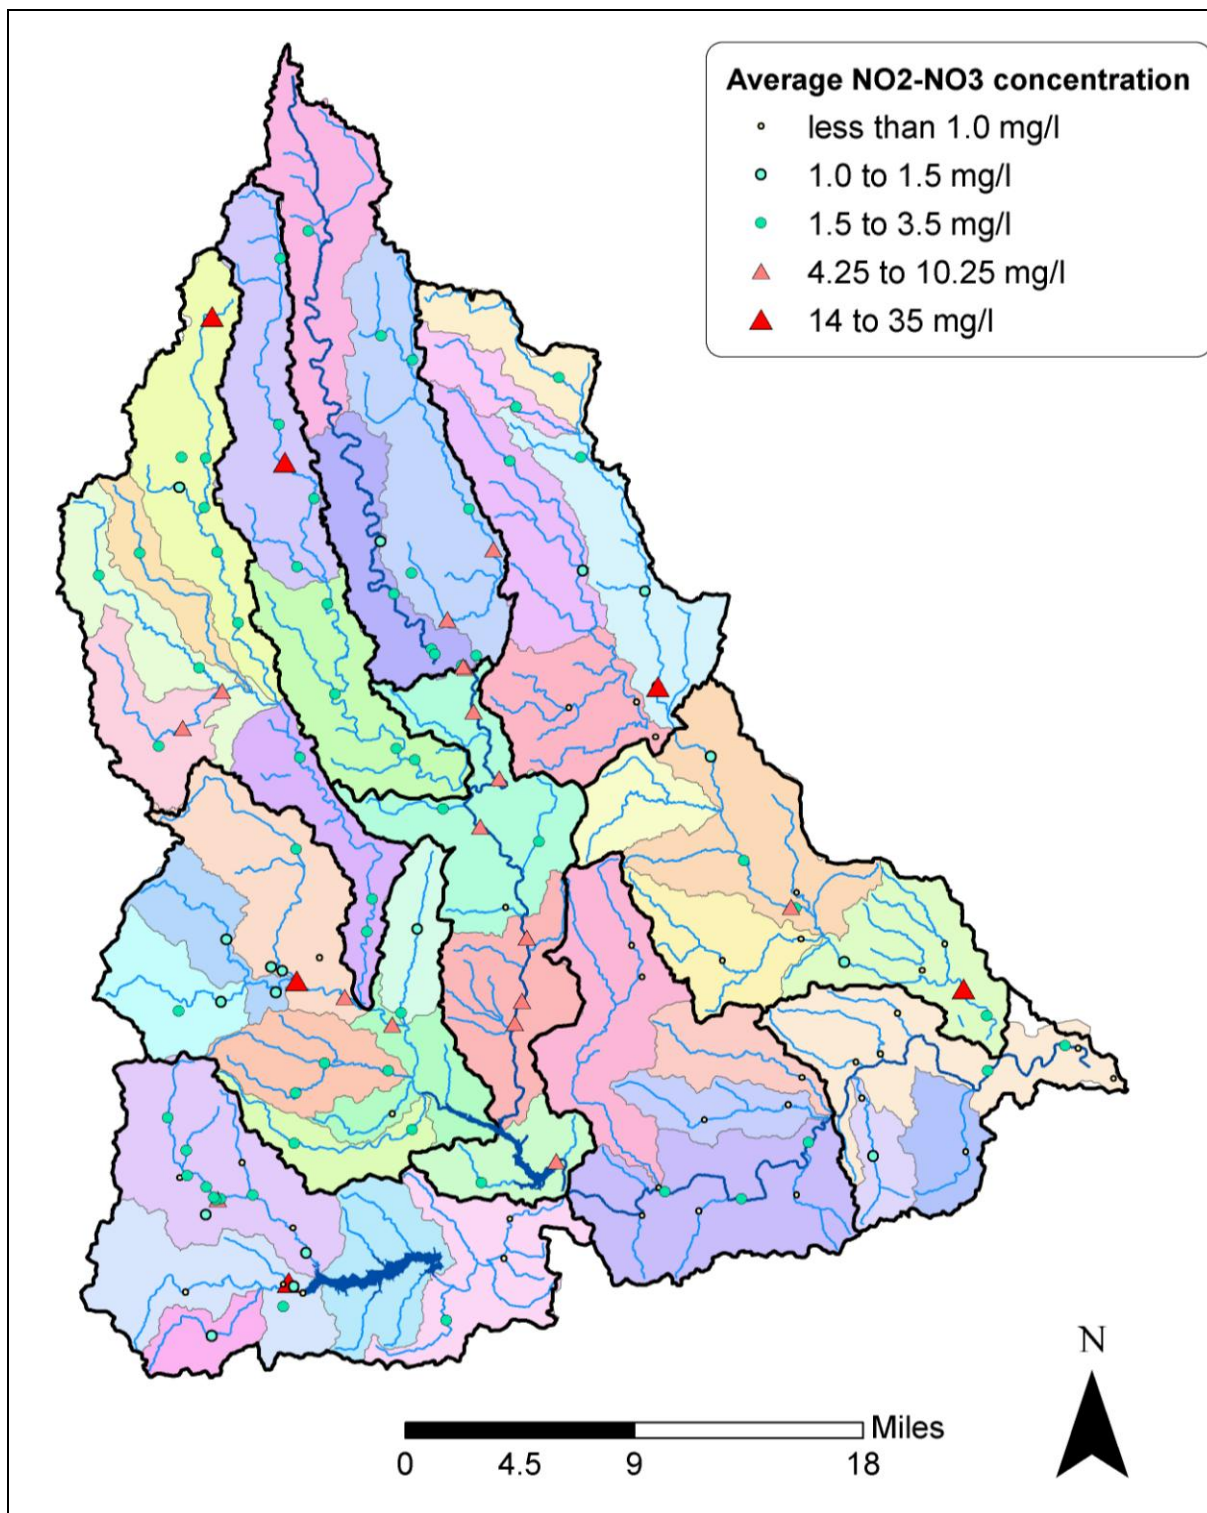 Average NO2-NO3 concentration
less than 1.0 mg/l
1.0 to 1.5 mg/l
1.5 to 3.5 mg/l
4.25 to 10.25 mg/l
14 to 35 mg/l
N
Miles
0 4.5 9 18